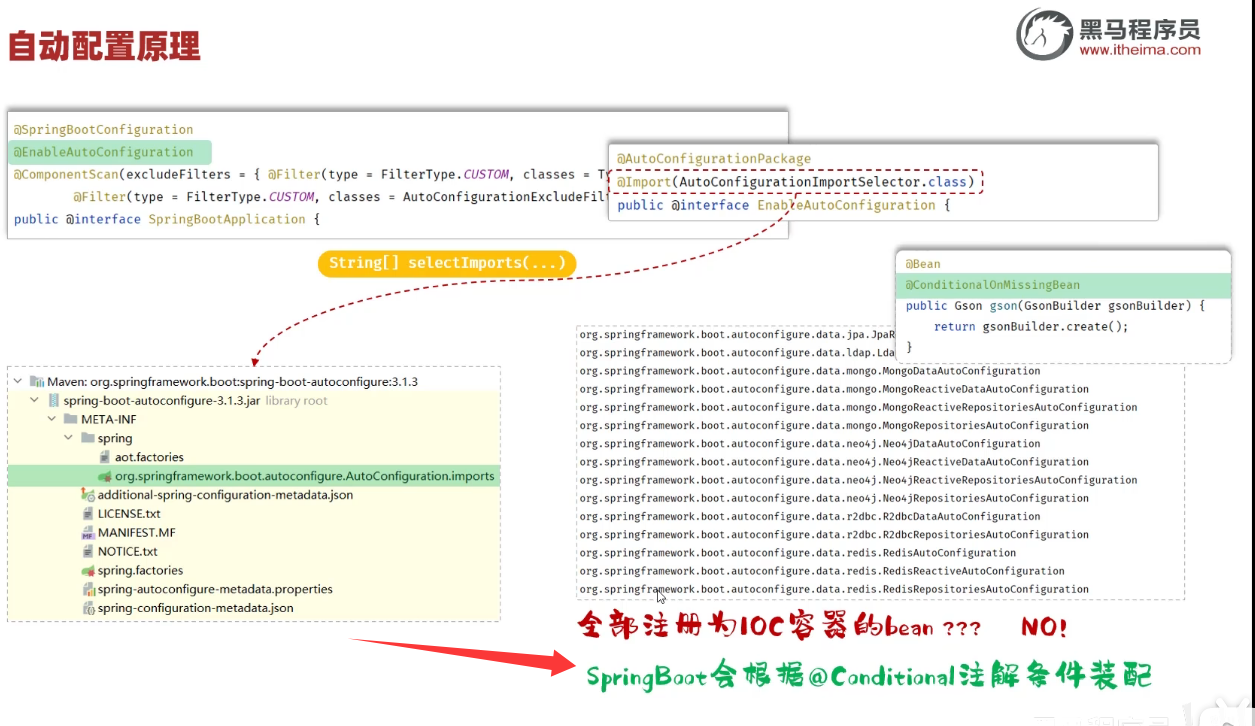 自动配置原理
黑马程序员
www.itheima.com
@SpringBootConfiguration
@EnableAutoConfiguration
@ComponentScan(excludeFilters = { @Filter(type = FilterType.CUSTOM, classes = T
@Filter(type = FilterType.CUSTOM, classes = AutoConfigurationExcludeFil
public @interface SpringBootApplication {
@AutoConfigurationPackage
@Import(AutoConfigurationImportSelector.class)
public @interface EnableAutoConfiguration {
String[] selectImports(...)
@Bean
@ConditionalOnMissingBean
public Gson gson(GsonBuilder gsonBuilder) {
return gsonBuilder.create();
}
Maven: org.springframework.boot:spring-boot-autoconfigure:3.1.3
spring-boot-autoconfigure-3.1.3.jar library root
META-INF
spring
aot.factories
org.springframework.boot.autoconfigure.AutoConfiguration.imports
additional-spring-configuration-metadata.json
LICENSE.txt
MANIFEST.MF
NOTICE.txt
spring.factories
spring-autoconfigure-metadata.properties
spring-configuration-metadata.json
org.springframework.boot.autoconfigure.data.jpa.JpaR
org.springframework.boot.autoconfigure.data.ldap.Lda
org.springframework.boot.autoconfigure.data.mongo.MongoDataAutoConfiguration
org.springframework.boot.autoconfigure.data.mongo.MongoReactiveDataAutoConfiguration
org.springframework.boot.autoconfigure.data.mongo.MongoReactiveRepositoriesAutoConfiguration
org.springframework.boot.autoconfigure.data.mongo.MongoRepositoriesAutoConfiguration
org.springframework.boot.autoconfigure.data.neo4j.Neo4jDataAutoConfiguration
org.springframework.boot.autoconfigure.data.neo4j.Neo4jReactiveDataAutoConfiguration
org.springframework.boot.autoconfigure.data.neo4j.Neo4jReactiveRepositoriesAutoConfiguration
org.springframework.boot.autoconfigure.data.neo4j.Neo4jRepositoriesAutoConfiguration
org.springframework.boot.autoconfigure.data.r2dbc.R2dbcDataAutoConfiguration
org.springframework.boot.autoconfigure.data.r2dbc.R2dbcRepositoriesAutoConfiguration
org.springframework.boot.autoconfigure.data.redis.RedisAutoConfiguration
org.springframework.boot.autoconfigure.data.redis.RedisReactiveAutoConfiguration
org.springframework.boot.autoconfigure.data.redis.RedisRepositoriesAutoConfiguration
全部注册为IOC容器的bean ??? NO!
SpringBoot会根据@Conditional注解条件装配